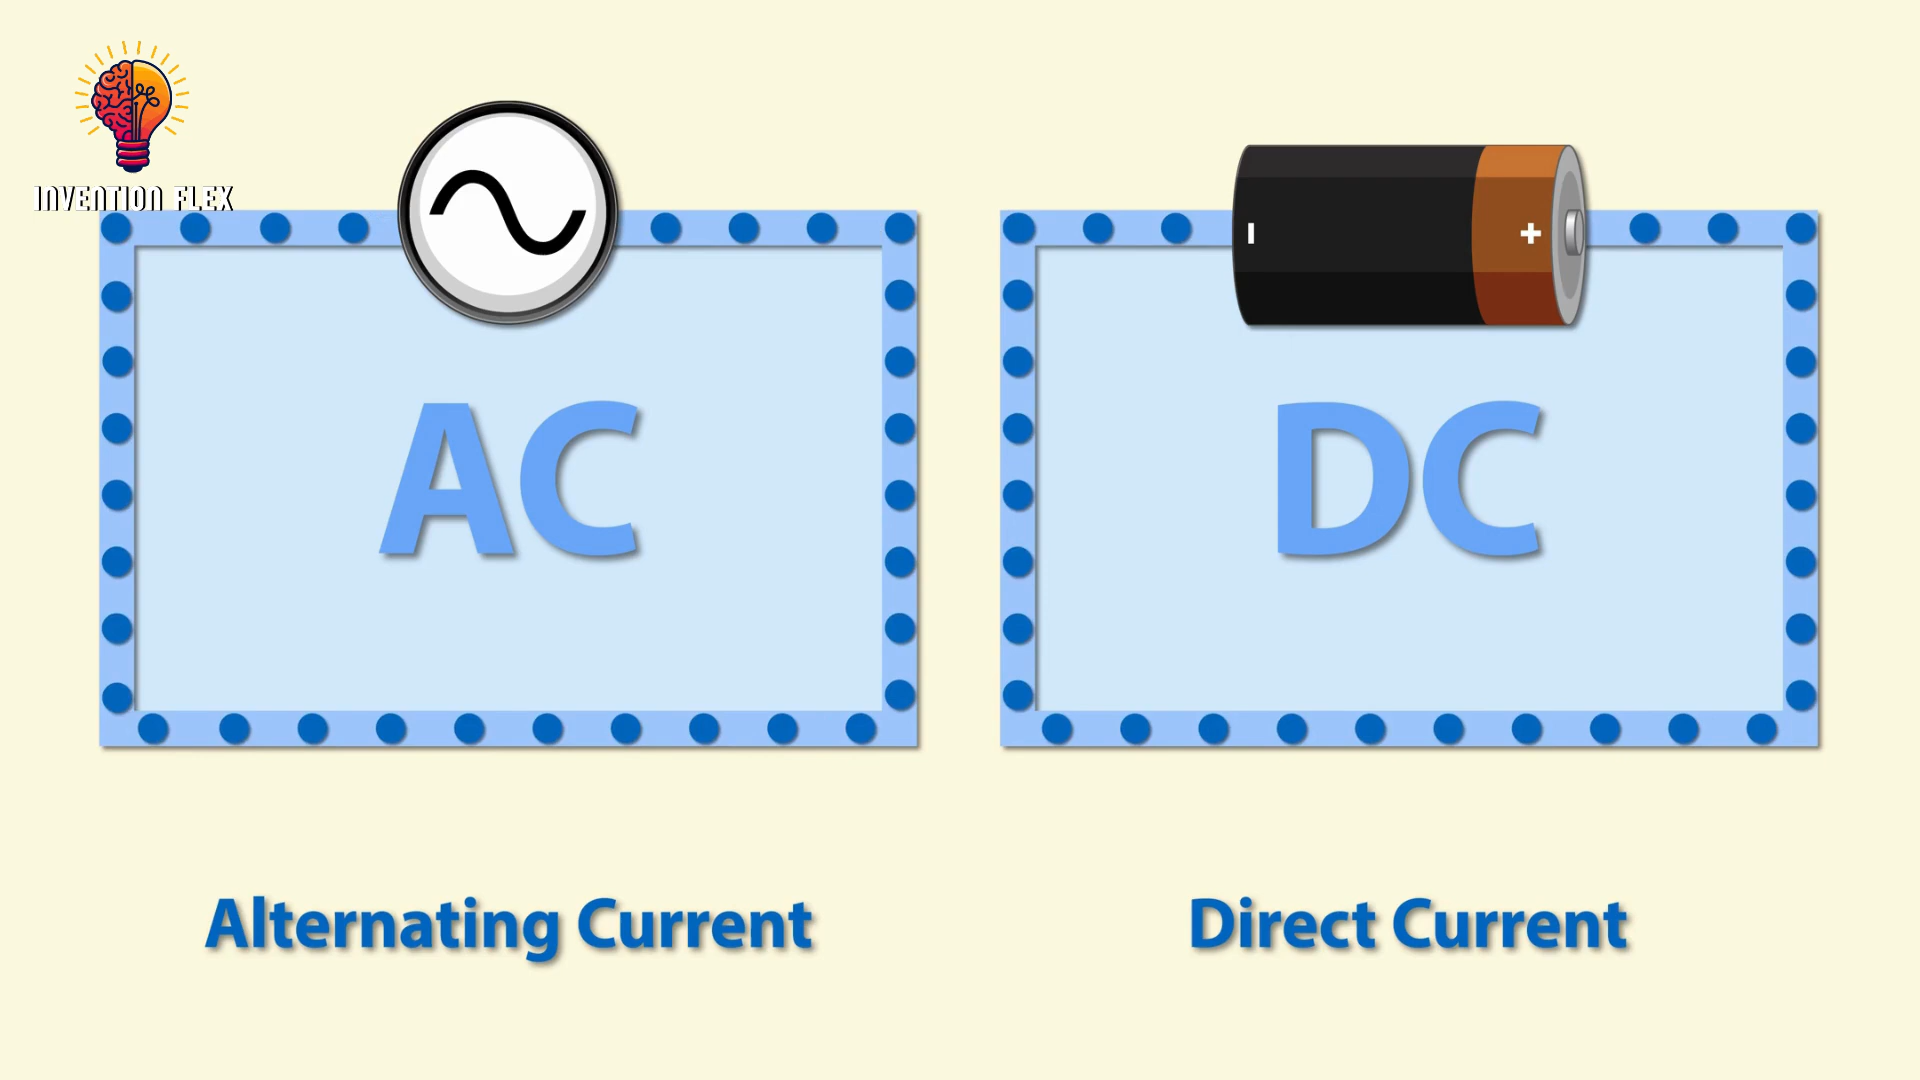 INVENTION FLEX
AC
DC
Alternating Current
Direct Current